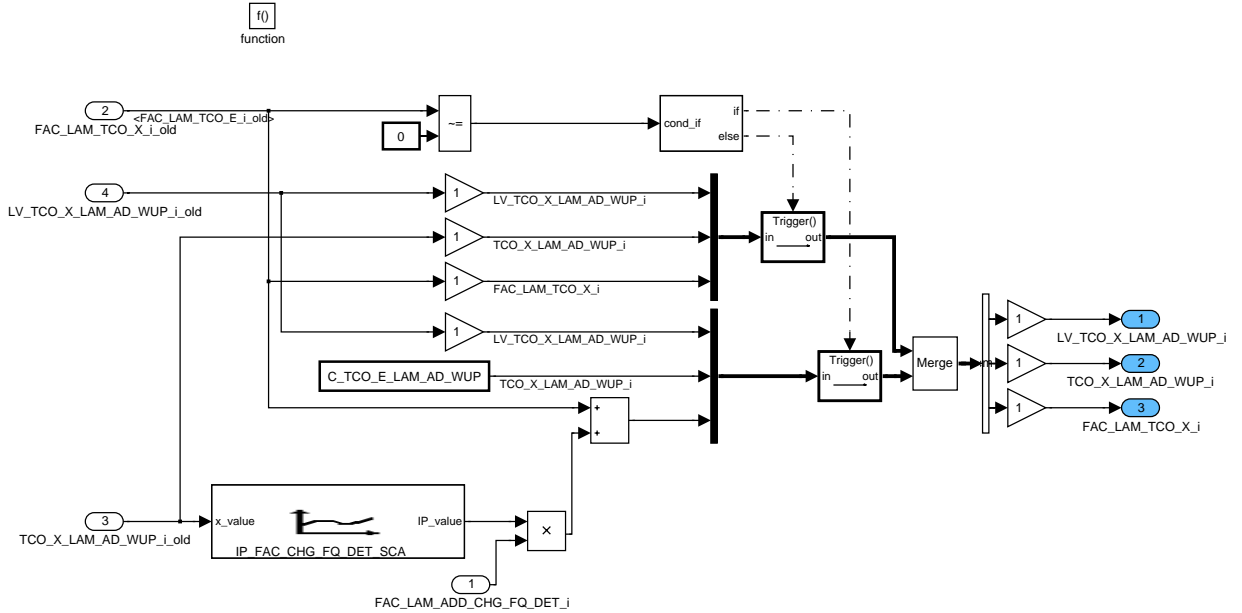 f()
function
2
<FAC_LAM_TCO_E_i_old>
FAC_LAM_TCO_X_i_old
0
~=
cond_if
if
else
4
LV_TCO_X_LAM_AD_WUP_i_old
1
LV_TCO_X_LAM_AD_WUP_i
1
TCO_X_LAM_AD_WUP_i
1
FAC_LAM_TCO_X_i
Trigger()
in
out
1
LV_TCO_X_LAM_AD_WUP_i
C_TCO_E_LAM_AD_WUP
TCO_X_LAM_AD_WUP_i
+
+
Trigger()
in
out
Merge
1
1
LV_TCO_X_LAM_AD_WUP_i
1
2
TCO_X_LAM_AD_WUP_i
1
3
FAC_LAM_TCO_X_i
3
TCO_X_LAM_AD_WUP_i_old
x_value
IP_value
IP_FAC_CHG_FQ_DET_SCA
×
1
FAC_LAM_ADD_CHG_FQ_DET_i